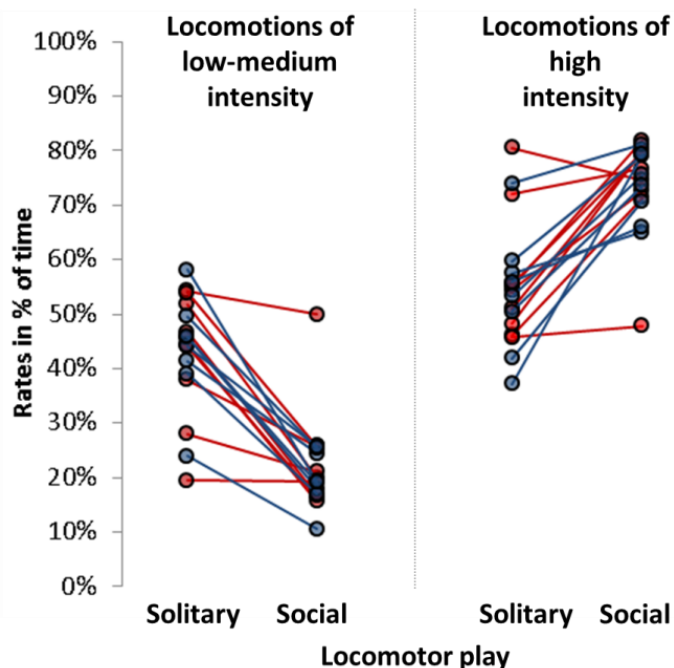 Locomotions of
low-medium
intensity
Locomotions of
high
intensity
100%
90%
80%
70%
60%
50%
40%
30%
20%
10%
0%
Rates in % of time
Solitary Social
Solitary Social
Locomotor play